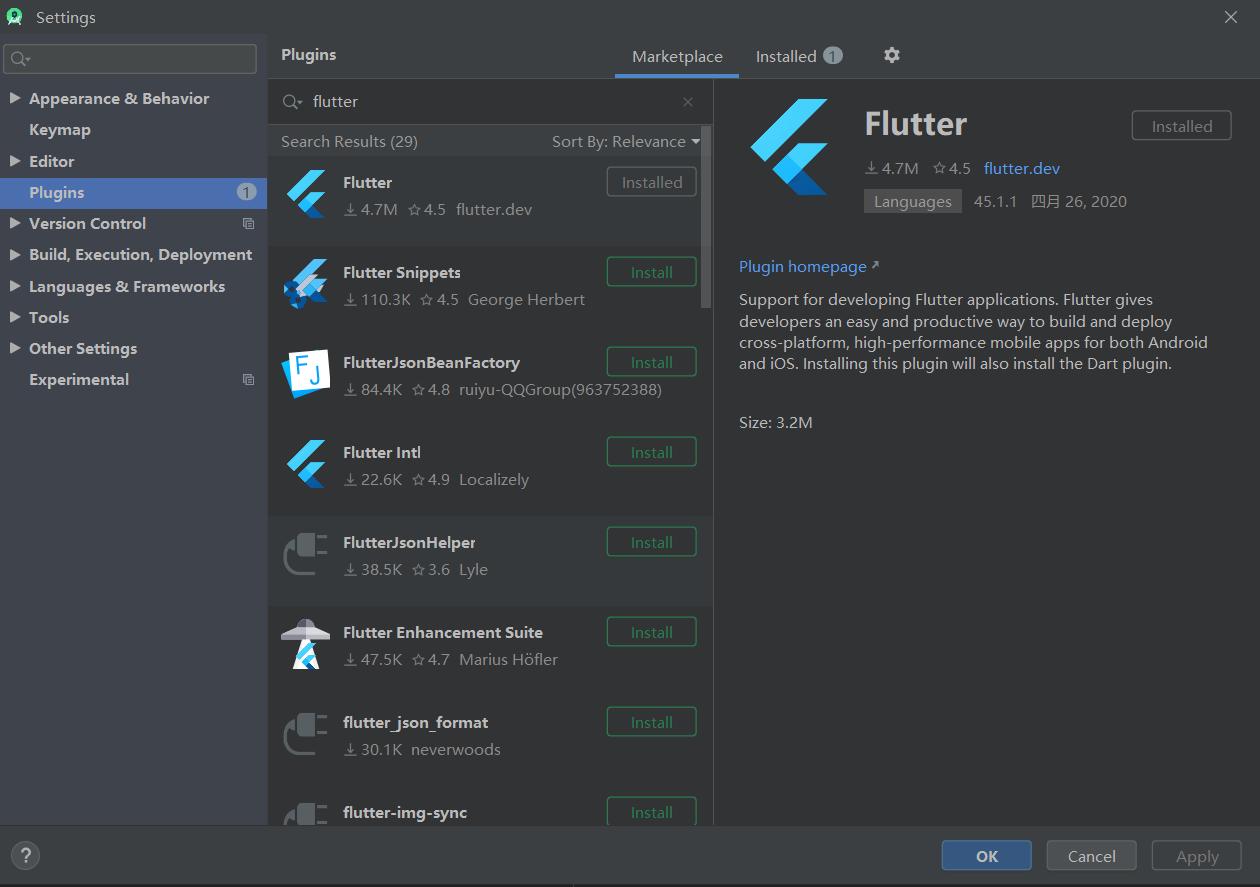 Settings
Appearance & Behavior
Keymap
Editor
Plugins
1
Version Control
Build, Execution, Deployment
Languages & Frameworks
Tools
Other Settings
Experimental
Plugins
Marketplace
Installed 1
flutter
Search Results (29)
Sort By: Relevance
Flutter
Installed
4.7M 4.5 flutter.dev
Flutter Snippets
Install
110.3K 4.5 George Herbert
FJ
FlutterJsonBeanFactory
Install
84.4K 4.8 ruiyu-QQGroup(963752388)
Flutter Intl
Install
22.6K 4.9 Localizely
FlutterJsonHelper
Install
38.5K 3.6 Lyle
Flutter Enhancement Suite
Install
47.5K 4.7 Marius Höfler
flutter_json_format
Install
30.1K neverwoods
flutter-img-sync
Install
Flutter
Installed
4.7M 4.5 flutter.dev
Languages 45.1.1 四月 26, 2020
Plugin homepage
Support for developing Flutter applications. Flutter gives
developers an easy and productive way to build and deploy
cross-platform, high-performance mobile apps for both Android
and iOS. Installing this plugin will also install the Dart plugin.
Size: 3.2M
?
OK
Cancel
Apply